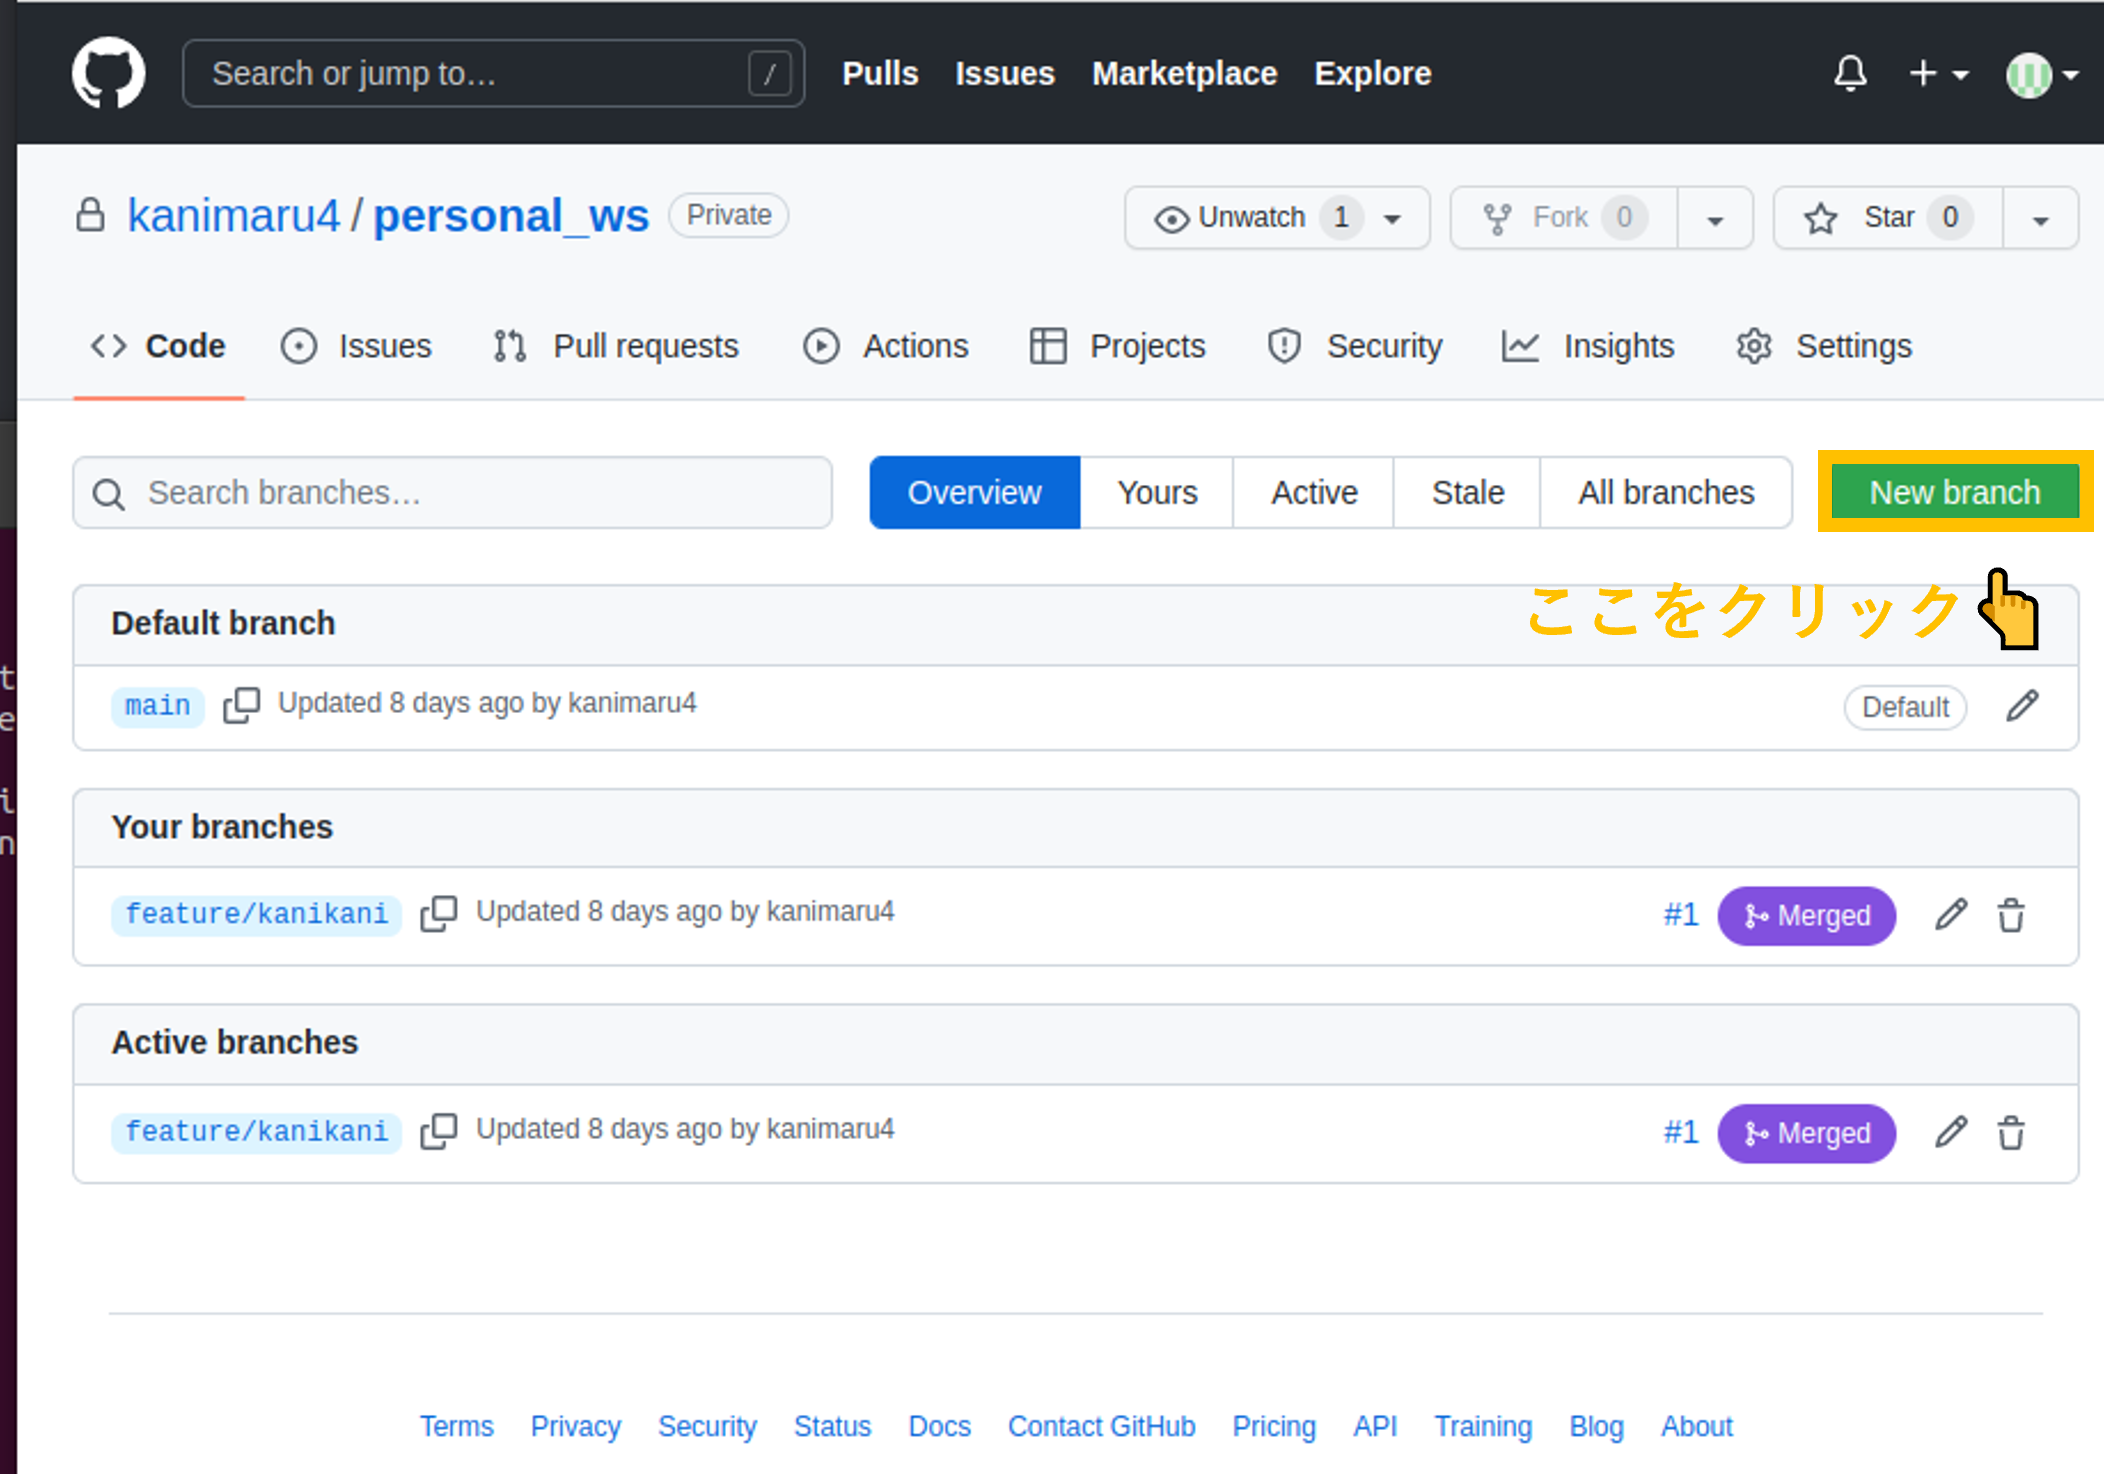 Search or jump to… /
Pulls Issues Marketplace Explore
kanimaru4 / personal_ws Private
Unwatch 1 Fork 0 Star 0
Code Issues Pull requests Actions Projects Security Insights Settings
Search branches…
Overview Yours Active Stale All branches New branch
ここをクリック
Default branch
main Updated 8 days ago by kanimaru4 Default
Your branches
feature/kanikani Updated 8 days ago by kanimaru4 #1 Merged
Active branches
feature/kanikani Updated 8 days ago by kanimaru4 #1 Merged
Terms Privacy Security Status Docs Contact GitHub Pricing API Training Blog About
t
e
i
n